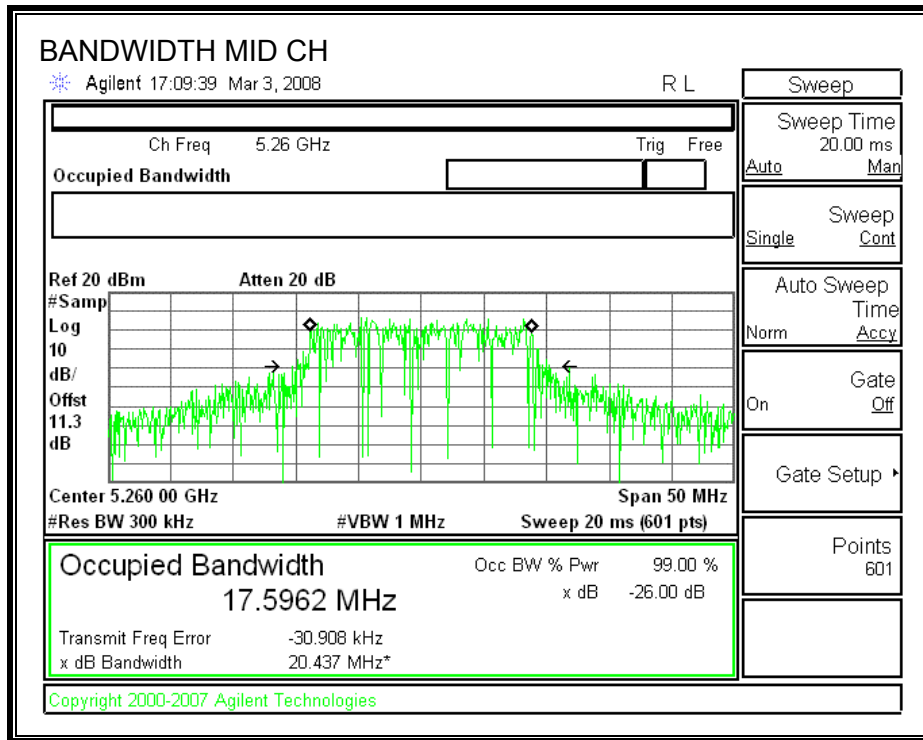 BANDWIDTH MID CH
Agilent 17:09:39 Mar 3, 2008 R L
Ch Freq 5.26 GHz Trig Free
Occupied Bandwidth
Ref 20 dBm Atten 20 dB
#Samp
Log
10
dB/
Offst
11.3
dB
Center 5.260 00 GHz Span 50 MHz
#Res BW 300 kHz #VBW 1 MHz Sweep 20 ms (601 pts)
Occupied Bandwidth
17.5962 MHz
Occ BW % Pwr 99.00 %
x dB -26.00 dB
Transmit Freq Error -30.908 kHz
x dB Bandwidth 20.437 MHz*
Copyright 2000-2007 Agilent Technologies
Sweep
Sweep Time
20.00 ms
Auto Man
Sweep
Single Cont
Auto Sweep
Time
Norm Accy
Gate
On Off
Gate Setup
Points
601